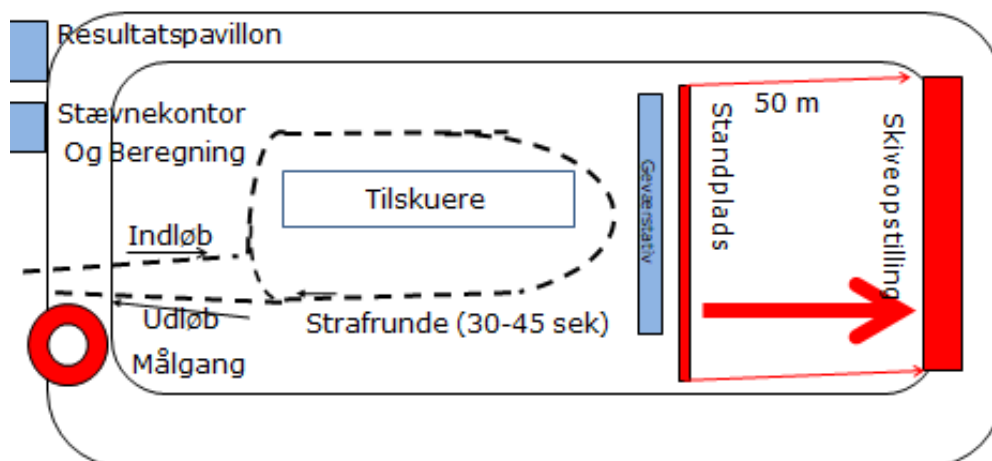 Resultatspavillon
Stævnekontor
Og Beregning
Tilskuere
Indløb
Udløb
Målgang
Strafrunde (30-45 sek)
Geværstativ
Standplads
50 m
Skiveopstilling